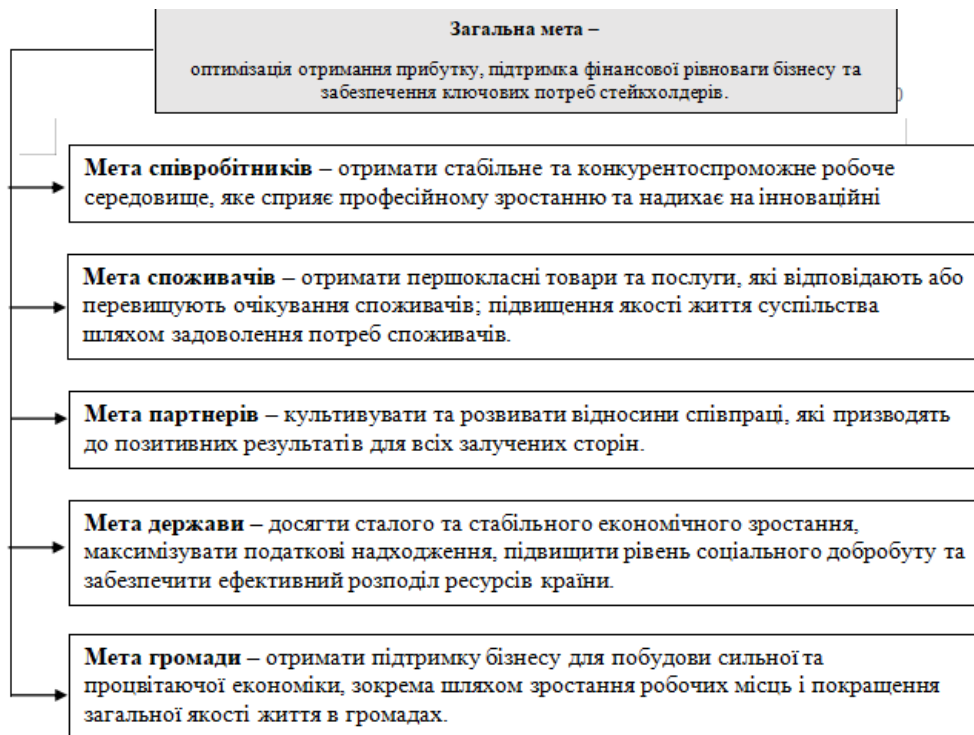 Загальна мета –
оптимізація отримання прибутку, підтримка фінансової рівноваги бізнесу та
забезпечення ключових потреб стейкхолдерів.
Мета співробітників – отримати стабільне та конкурентоспроможне робоче
середовище, яке сприяє професійному зростанню та надихає на інноваційні
Мета споживачів – отримати першокласні товари та послуги, які відповідають або
перевищують очікування споживачів; підвищення якості життя суспільства
шляхом задоволення потреб споживачів.
Мета партнерів – культивувати та розвивати відносини співпраці, які призводять
до позитивних результатів для всіх залучених сторін.
Мета держави – досягти сталого та стабільного економічного зростання,
максимізувати податкові надходження, підвищити рівень соціального добробуту та
забезпечити ефективний розподіл ресурсів країни.
Мета громади – отримати підтримку бізнесу для побудови сильної та
процвітаючої економіки, зокрема шляхом зростання робочих місць і покращення
загальної якості життя в громадах.